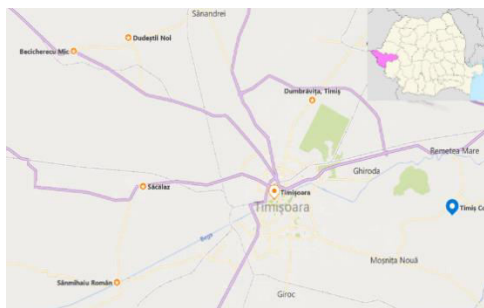 Sânandrei
Dudeștii Noi
Becicherecu Mic
Dumbrăvița, Timiș
Remetea Mare
Ghiroda
Săcălaz
Timișoara
Timișoara
Timiș Co
Bega
Moșnița Nouă
Sânmihaiu Român
Giroc